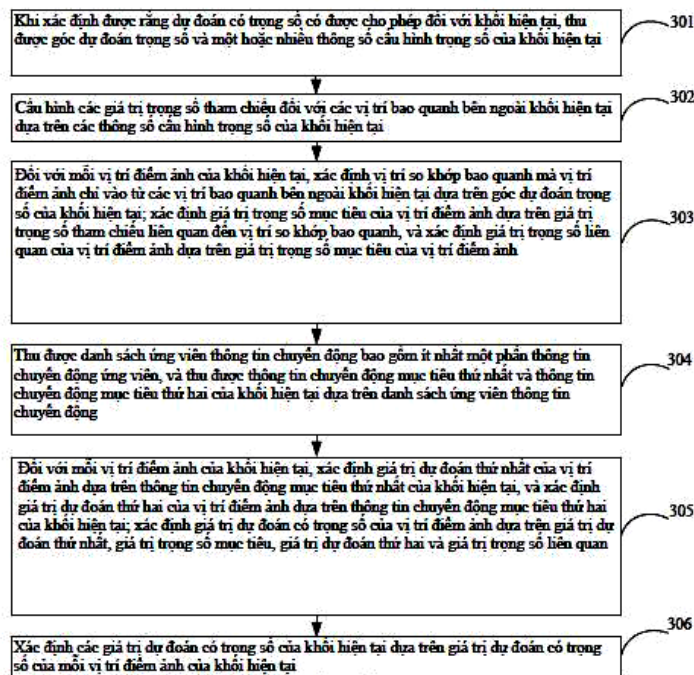 Khi xác định được rằng dự đoán có trọng số có được cho phép đối với khối hiện tại, thu
được góc dự đoán trọng số và một hoặc nhiều thông số cấu hình trọng số của khối hiện tại
301
Cấu hình các giá trị trọng số tham chiếu đối với các vị trí bao quanh bên ngoài khối hiện tại
dựa trên các thông số cấu hình trọng số của khối hiện tại
302
Đối với mỗi vị trí điểm ảnh của khối hiện tại, xác định vị trí so khớp bao quanh mà vị trí
điểm ảnh chỉ vào từ các vị trí bao quanh bên ngoài khối hiện tại dựa trên góc dự đoán trọng
số của khối hiện tại; xác định giá trị trọng số mục tiêu của vị trí điểm ảnh dựa trên giá trị
trọng số tham chiếu liên quan đến vị trí so khớp bao quanh, và xác định giá trị trọng số liên
quan của vị trí điểm ảnh dựa trên giá trị trọng số mục tiêu của vị trí điểm ảnh
303
Thu được danh sách ứng viên thông tin chuyển động bao gồm ít nhất một phần thông tin
chuyển động ứng viên, và thu được thông tin chuyển động mục tiêu thứ nhất và thông tin
chuyển động mục tiêu thứ hai của khối hiện tại dựa trên danh sách ứng viên thông tin
chuyển động
304
Đối với mỗi vị trí điểm ảnh của khối hiện tại, xác định giá trị dự đoán thứ nhất của vị trí
điểm ảnh dựa trên thông tin chuyển động mục tiêu thứ nhất của khối hiện tại, và xác định
giá trị dự đoán thứ hai của vị trí điểm ảnh dựa trên thông tin chuyển động mục tiêu thứ hai
của khối hiện tại; xác định giá trị dự đoán có trọng số của vị trí điểm ảnh dựa trên giá trị dự
đoán thứ nhất, giá trị trọng số mục tiêu, giá trị dự đoán thứ hai và giá trị trọng số liên quan
305
Xác định các giá trị dự đoán có trọng số của khối hiện tại dựa trên giá trị dự đoán có trọng
số của mỗi vị trí điểm ảnh của khối hiện tại
306